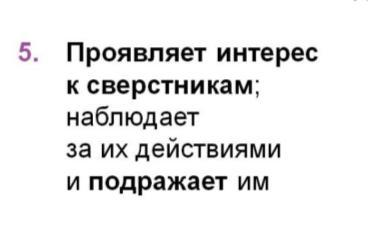 5. Проявляет интерес
к сверстникам;
наблюдает
за их действиями
и подражает им